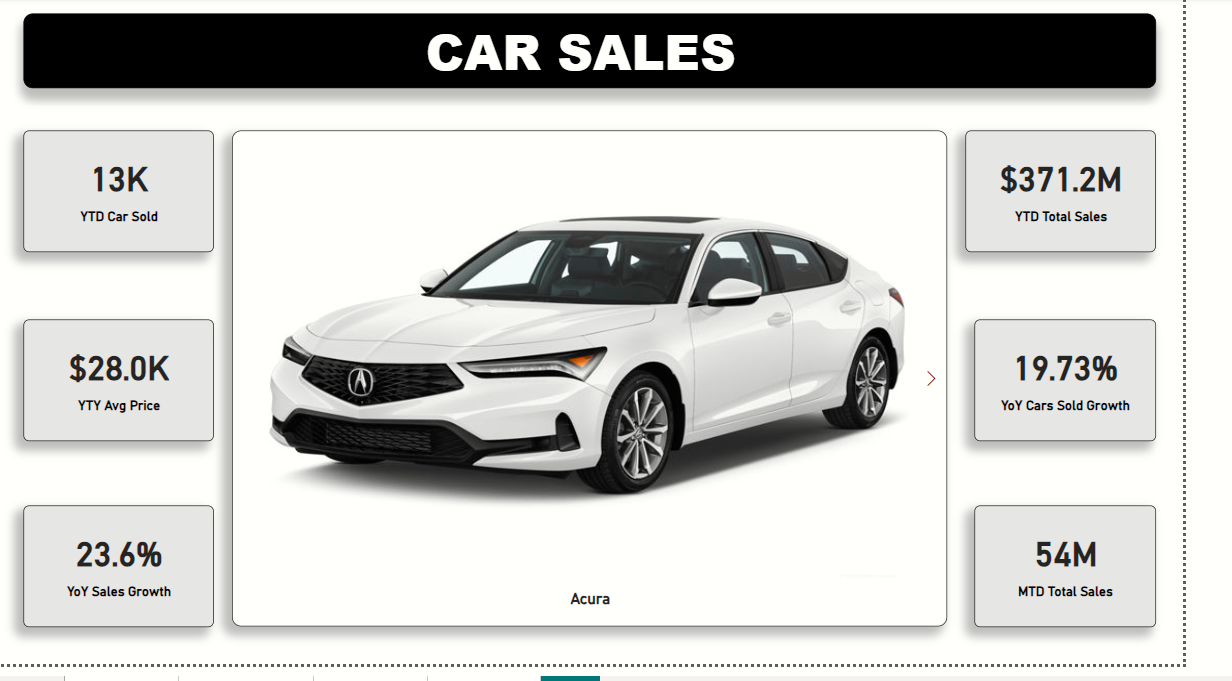 CAR SALES
13K
YTD Car Sold
$28.0K
YTY Avg Price
23.6%
YoY Sales Growth
Acura
$371.2M
YTD Total Sales
19.73%
YoY Cars Sold Growth
54M
MTD Total Sales